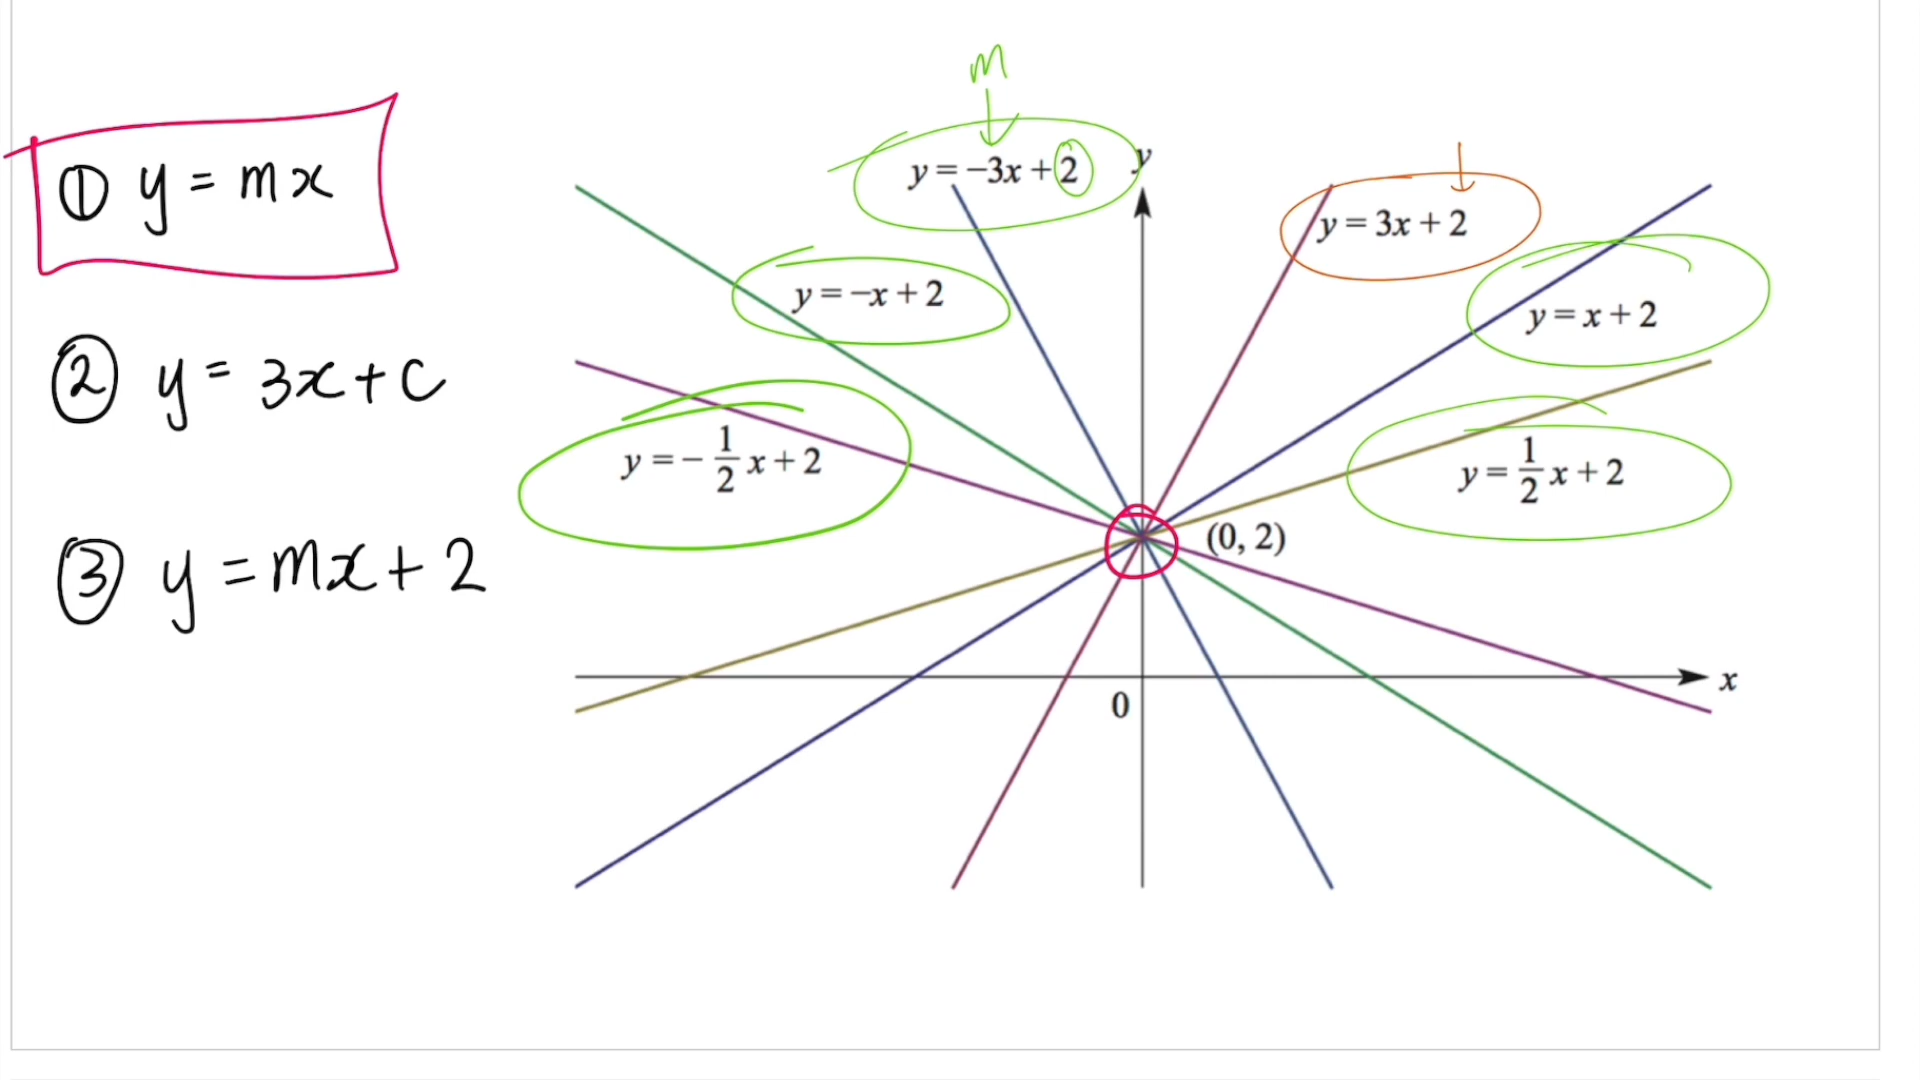 ① y = mx
② y = 3x + c
③ y = mx + 2
m
y = −3x + 2
y
y = 3x + 2
y = −x + 2
y = x + 2
y = − 1/2 x + 2
y = 1/2 x + 2
(0, 2)
x
0